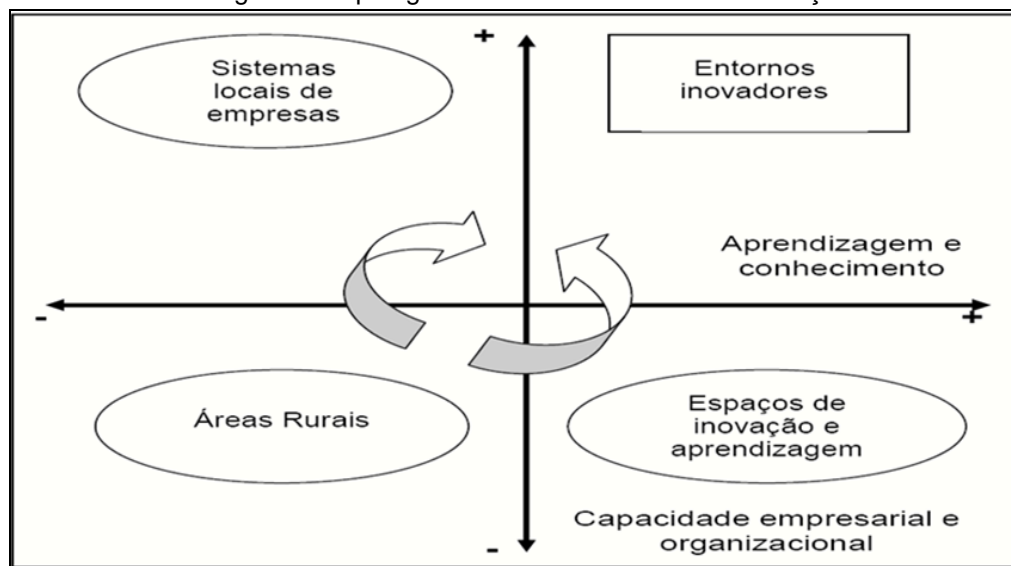 +
Sistemas
locais de
empresas
Entornos
inovadores
Aprendizagem e
conhecimento
-
+
Áreas Rurais
Espaços de
inovação e
aprendizagem
Capacidade empresarial e
organizacional
-